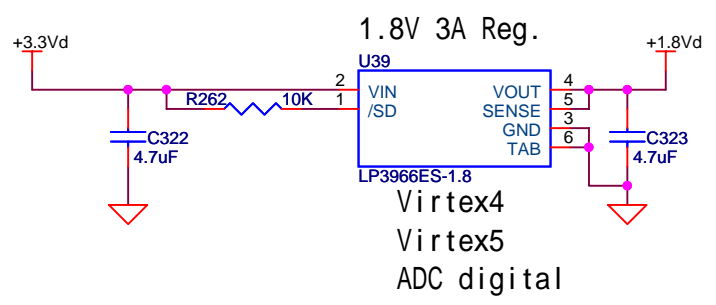 1.8V 3A Reg.
+3.3Vd
+1.8Vd
U39
2
VIN
VOUT
4
R262
10K
1
/SD
SENSE
5
GND
3
TAB
6
C322
4.7uF
C323
4.7uF
LP3966ES-1.8
Virtex4
Virtex5
ADC digital